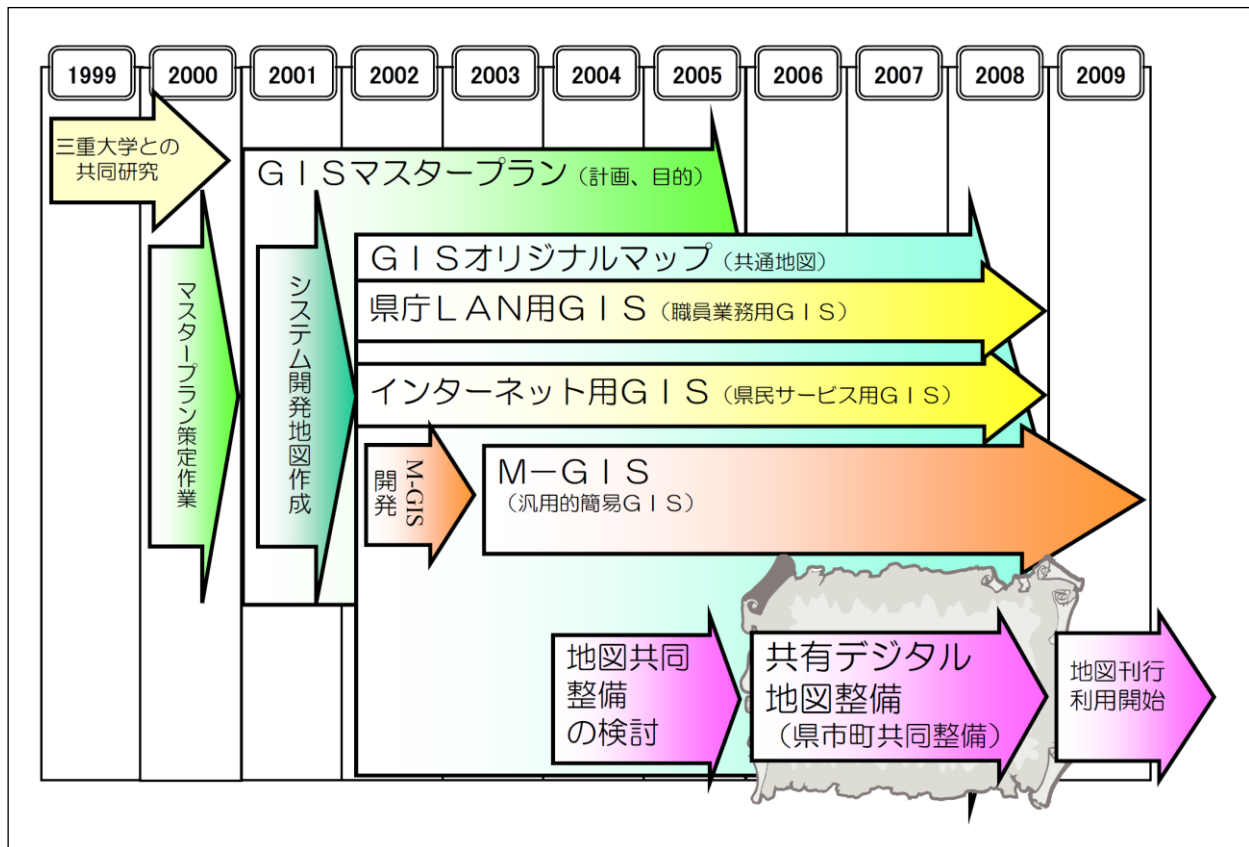 1999
2000
2001
2002
2003
2004
2005
2006
2007
2008
2009
三重大学との
共同研究
GISマスタープラン（計画、目的）
マスタープラン策定作業
システム開発地図作成
GISオリジナルマップ（共通地図）
県庁LAN用GIS（職員業務用GIS）
インターネット用GIS（県民サービス用GIS）
M-GIS
開発
M－GIS
（汎用的簡易GIS）
地図共同
整備
の検討
共有デジタル
地図整備
（県市町共同整備）
地図刊行
利用開始